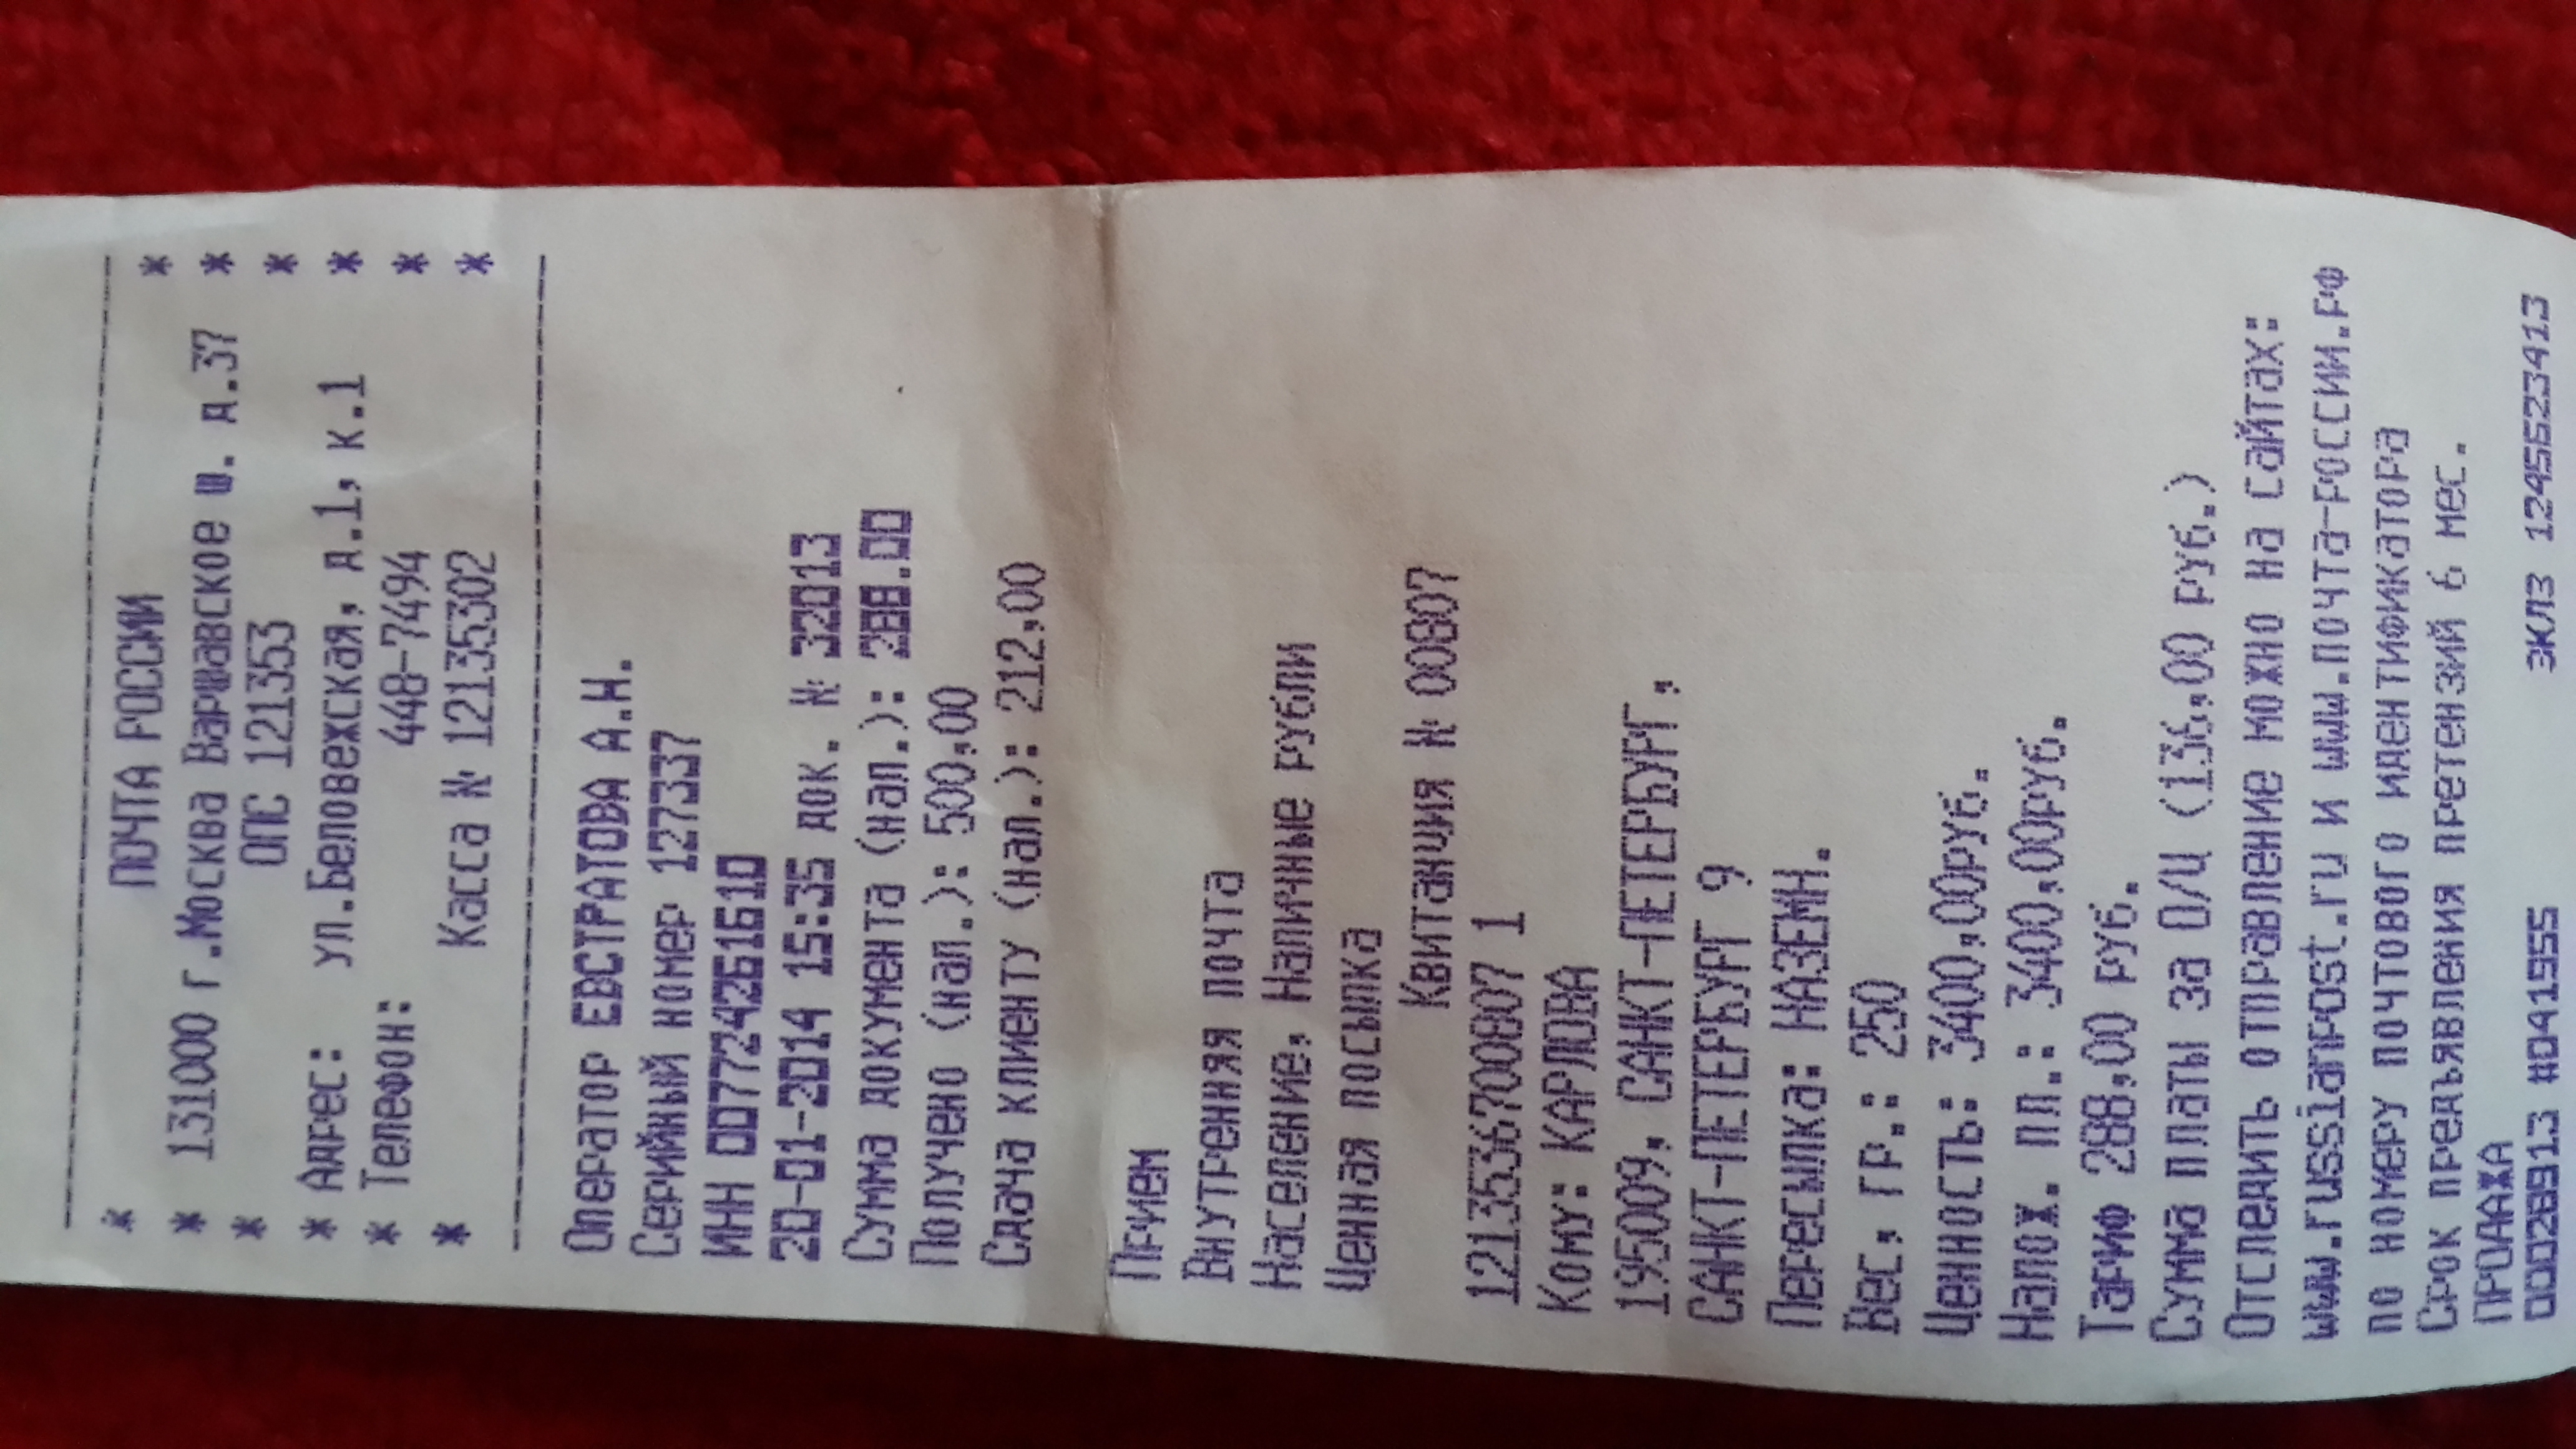 * ПОЧТА РОССИИ *
* 131000 г.Москва Варшавское ш. д.37 *
* ОПС 121353 *
* Адрес: ул.Беловежская, д.1, к.1 *
* Телефон: 448-7494 *
* Касса № 12135302 *
Оператор ЕВСТРАТОВА А.Н.
Серийный номер 127337
ИНН 007724261610
20-01-2014 15:35 док. № 32013
Сумма документа (нал.): 288.00
Получено (нал.): 500,00
Сдача клиенту (нал.): 212,00
Прием
Внутренняя почта
Население, Наличные рубли
Ценная посылка
Квитанция № 00807
1213536700807 1
Кому: КАРЛОВА
195009, САНКТ-ПЕТЕРБУРГ,
САНКТ-ПЕТЕРБУРГ 9
Пересылка: НАЗЕМН.
Вес, гр.: 250
Ценность.: 3400,00руб.
Налож. пл.: 3400,00руб.
Тариф 288,00 руб.
Сумма платы за О/Ц (136,00 руб.)
Отследить отправление можно на сайтах:
www.russianpost.ru и www.почта-россии.рф
по номеру почтового идентификатора
Срок предъявления претензий 6 мес.
ПРОДАЖА
00028913 #041955 ЭКЛЗ 1245523413